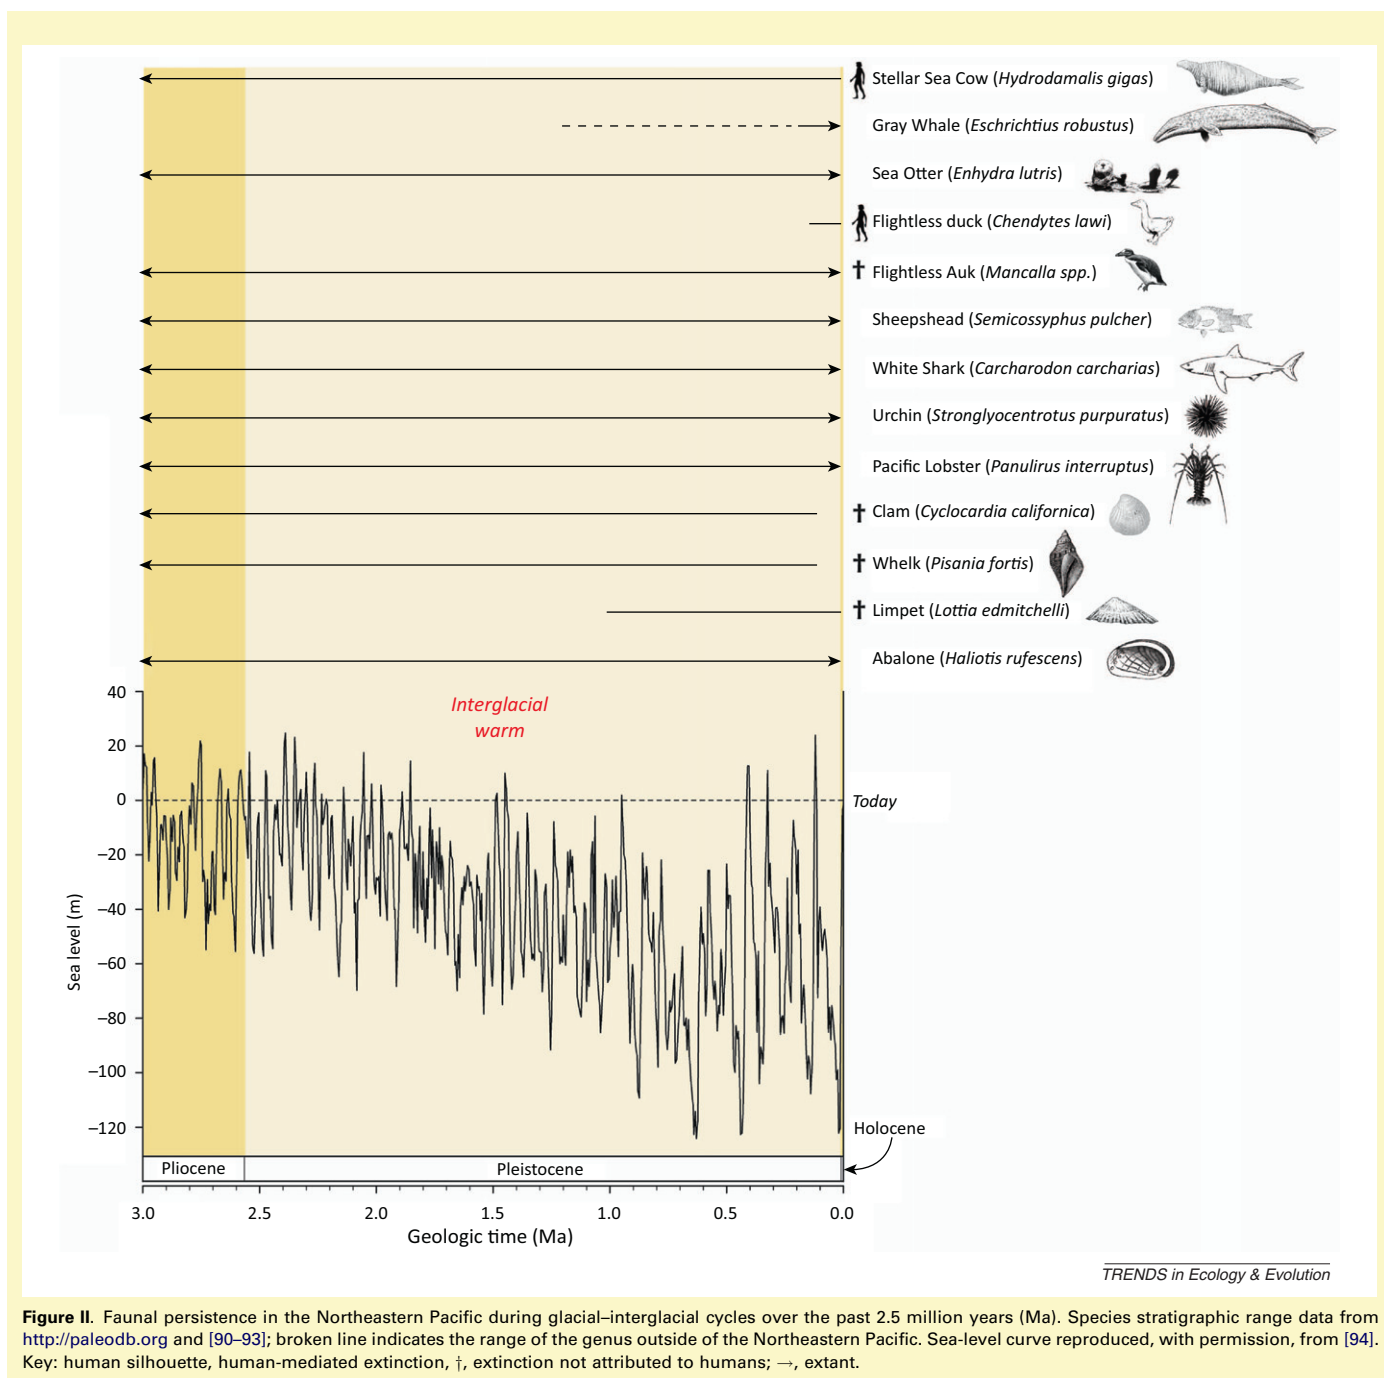 Stellar Sea Cow (Hydrodamalis gigas)
Gray Whale (Eschrichtius robustus)
Sea Otter (Enhydra lutris)
Flightless duck (Chendytes lawi)
† Flightless Auk (Mancalla spp.)
Sheepshead (Semicossyphus pulcher)
White Shark (Carcharodon carcharias)
Urchin (Stronglyocentrotus purpuratus)
Pacific Lobster (Panulirus interruptus)
† Clam (Cyclocardia californica)
† Whelk (Pisania fortis)
† Limpet (Lottia edmitchelli)
Abalone (Haliotis rufescens)
Interglacial
warm
40
20
0
−20
−40
−60
−80
−100
−120
Sea level (m)
Today
Holocene
Pliocene
Pleistocene
3.0 2.5 2.0 1.5 1.0 0.5 0.0
Geologic time (Ma)
TRENDS in Ecology & Evolution
Figure II. Faunal persistence in the Northeastern Pacific during glacial–interglacial cycles over the past 2.5 million years (Ma). Species stratigraphic range data from
http://paleodb.org and [90–93]; broken line indicates the range of the genus outside of the Northeastern Pacific. Sea-level curve reproduced, with permission, from [94].
Key: human silhouette, human-mediated extinction, †, extinction not attributed to humans; →, extant.